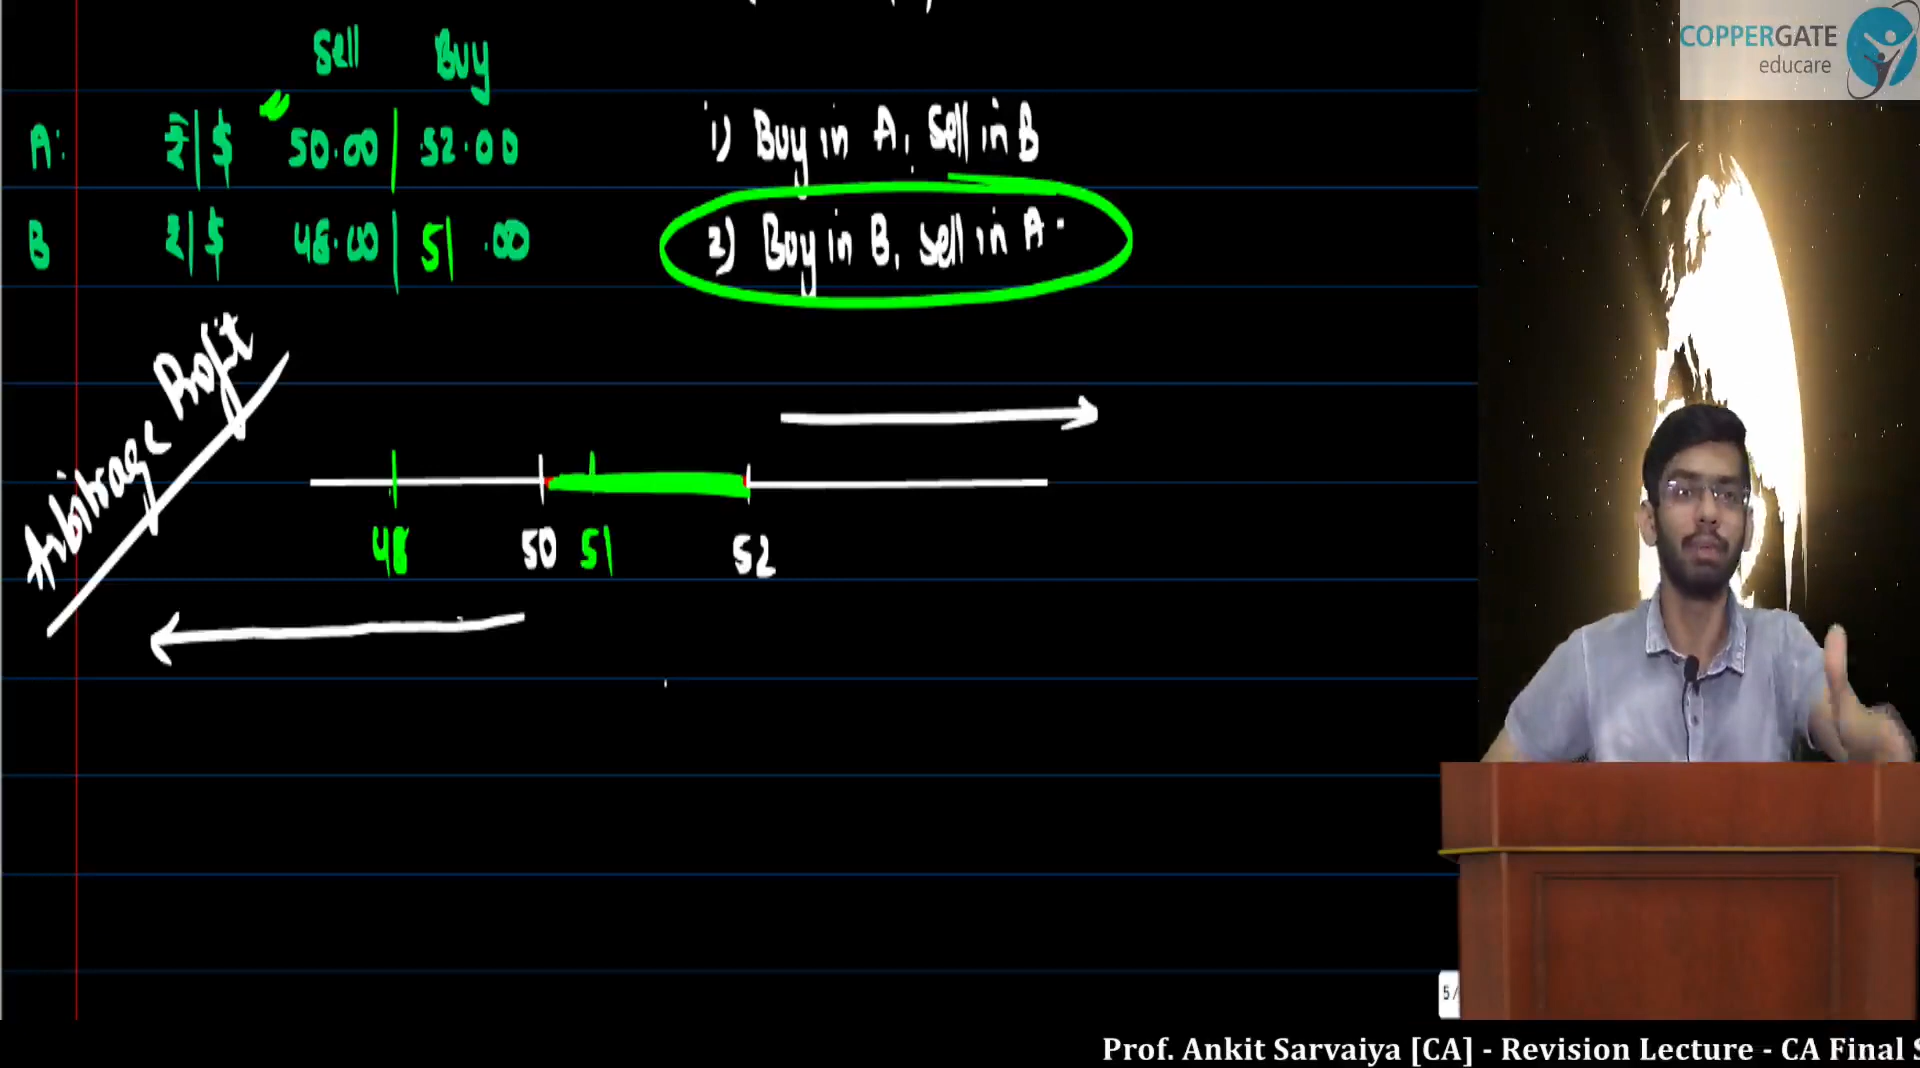 COPPERGATE
educare
Sell Buy
A: ₹|$ 50.00| 52.00
B ₹|$ 48.00| 51.00
1) Buy in A, Sell in B
2) Buy in B, Sell in A.
Arbitrage Profit
48 50 51 52
5/
Prof. Ankit Sarvaiya [CA] - Revision Lecture - CA Final S